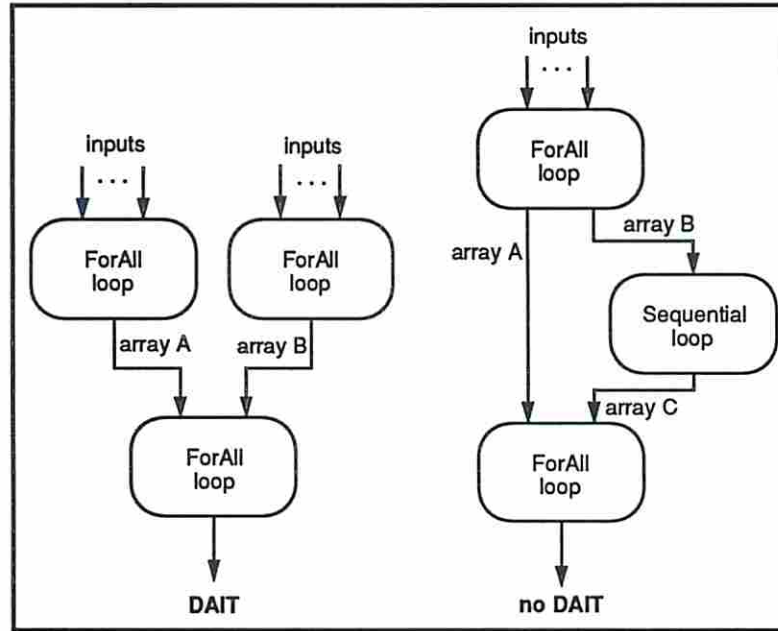 inputs
. . .
ForAll
loop
array B
array A
Sequential
loop
array C
ForAll
loop
no DAIT
inputs
. . .
inputs
. . .
ForAll
loop
ForAll
loop
array A
array B
ForAll
loop
DAIT